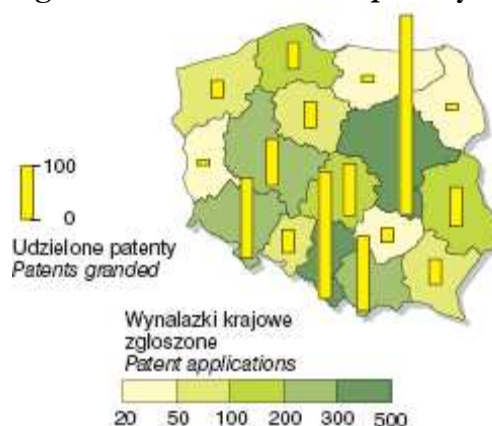 100
0
Udzielone patenty
Patents granded
Wynalazki krajowe
zgłoszone
Patent applications
20 50 100 200 300 500